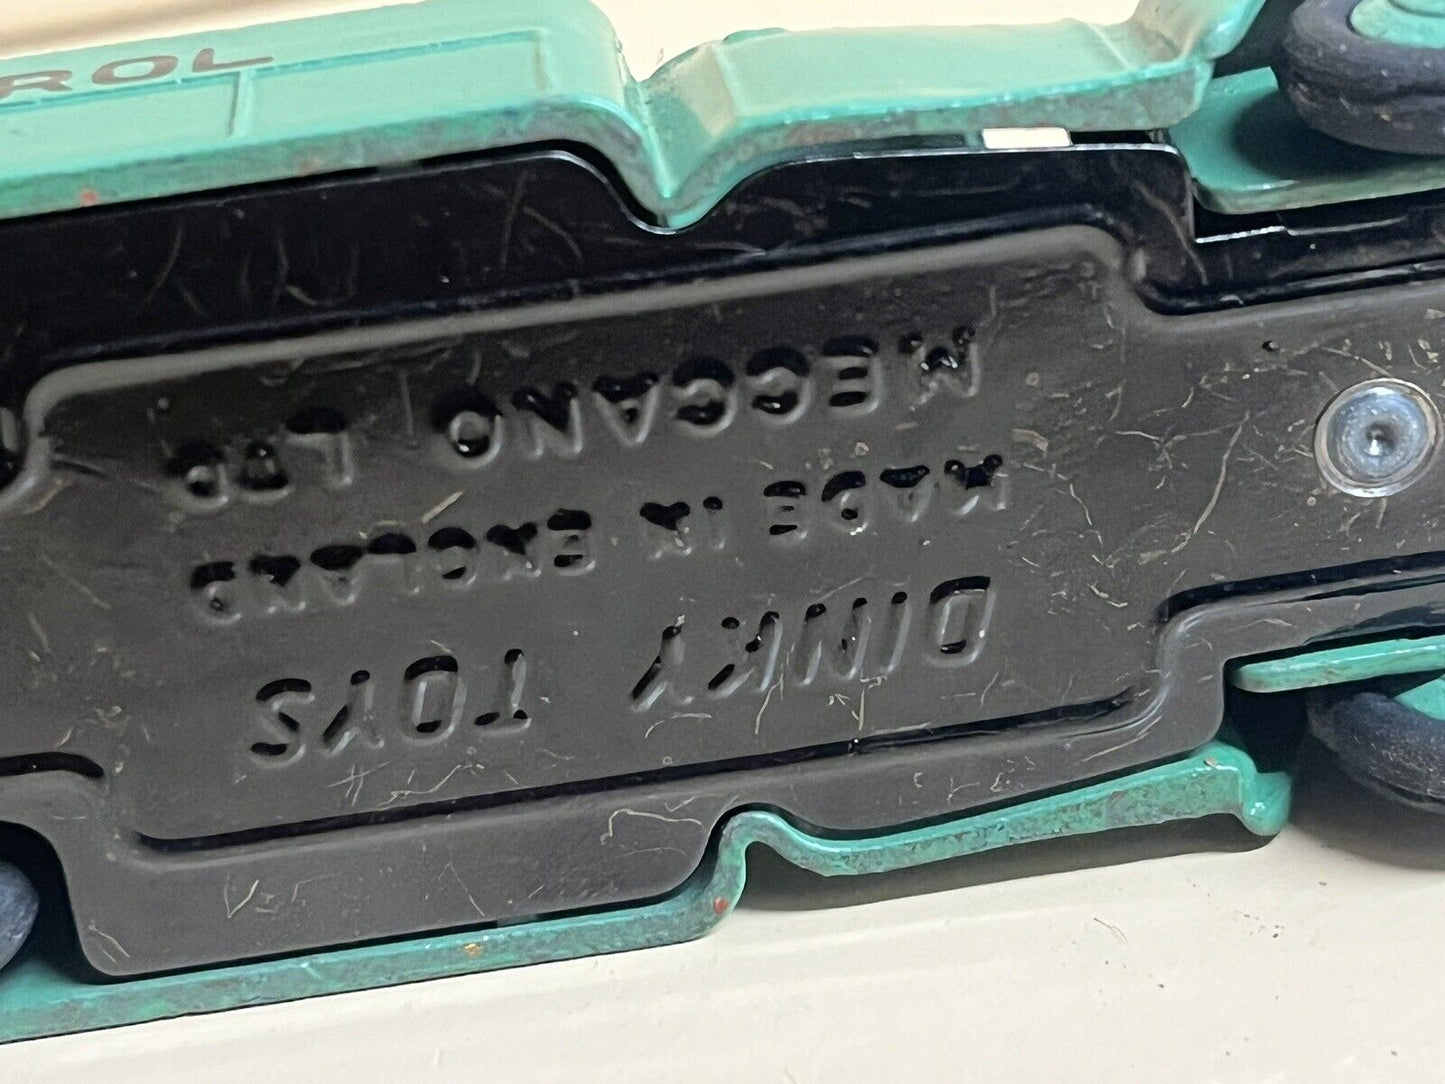 ROL
DINKY TOYS
MADE IN ENGLAND
MECCANO LTD